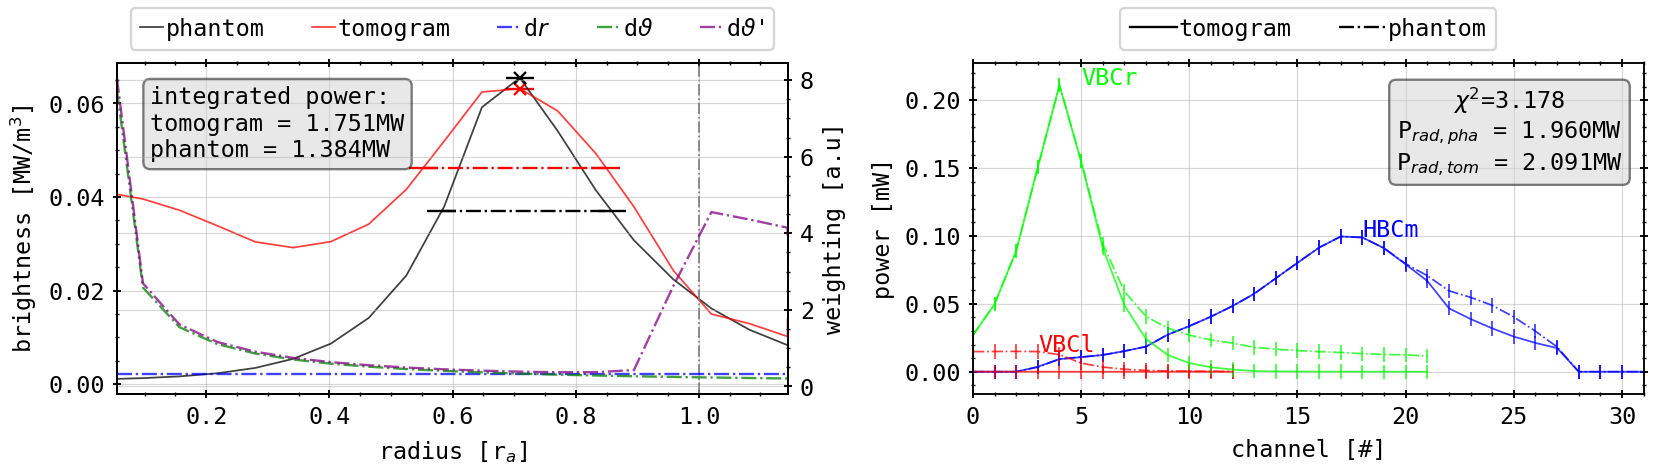 phantom tomogram dr dϑ dϑ'
integrated power:
tomogram = 1.751MW
phantom = 1.384MW
brightness [MW/m³]
0.06
0.04
0.02
0.00
0.2 0.4 0.6 0.8 1.0
radius [rₐ]
8
6
4
2
0
weighting [a.u]
tomogram phantom
VBCr
HBCm
VBCl
χ²=3.178
P_rad,pha = 1.960MW
P_rad,tom = 2.091MW
power [mW]
0.20
0.15
0.10
0.05
0.00
0 5 10 15 20 25 30
channel [#]